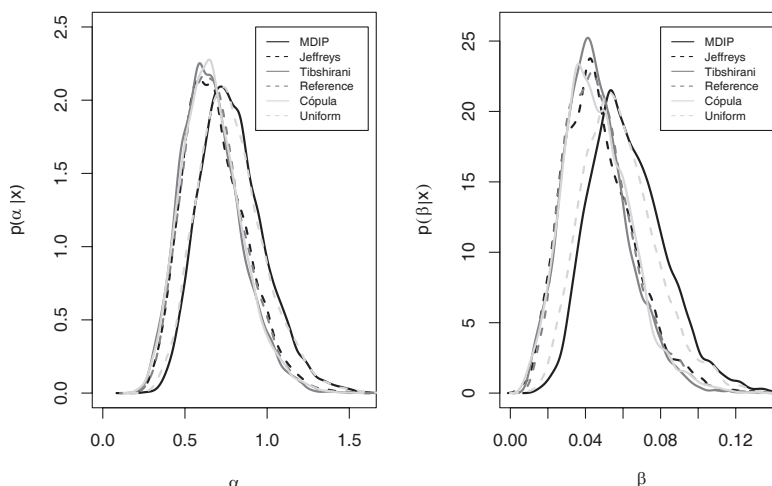 2.5
2.0
1.5
1.0
0.5
0.0
p(α|x)
MDIP
Jeffreys
Tibshirani
Reference
Cópula
Uniform
0.0 0.5 1.0 1.5
α
25
20
15
10
5
0
p(β|x)
MDIP
Jeffreys
Tibshirani
Reference
Cópula
Uniform
0.00 0.04 0.08 0.12
β